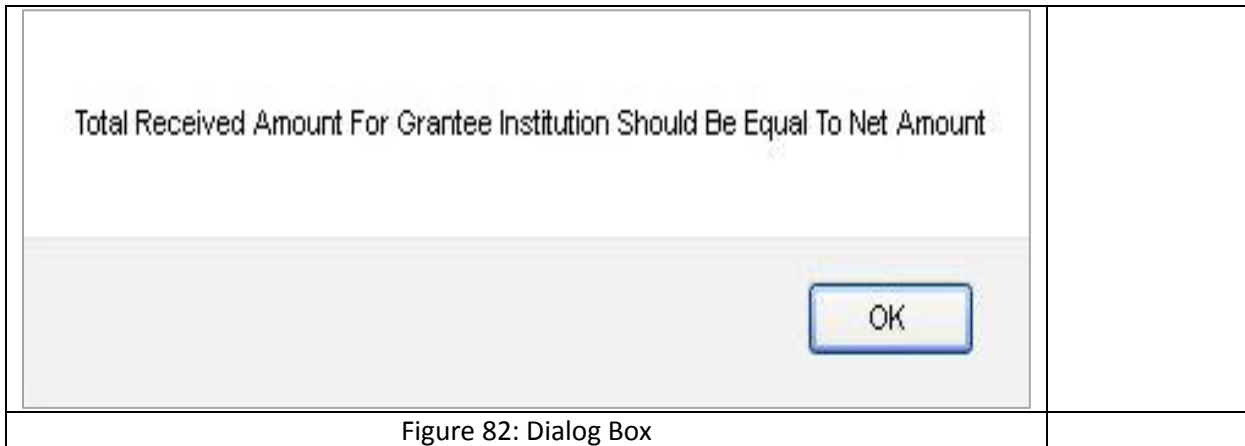 Total Received Amount For Grantee Institution Should Be Equal To Net Amount
OK
Figure 82: Dialog Box